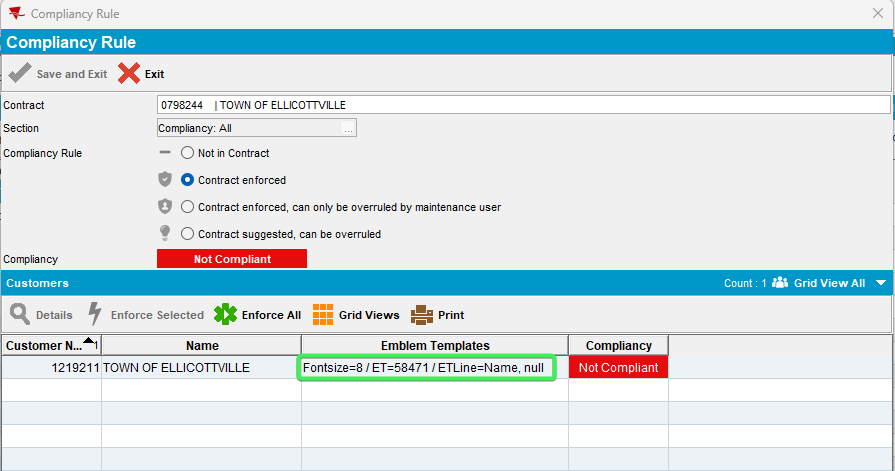 Compliancy Rule
Compliancy Rule
Save and Exit Exit
Contract 0798244 | TOWN OF ELLICOTTVILLE
Section Compliancy: All ...
Compliancy Rule Not in Contract
Contract enforced
Contract enforced, can only be overruled by maintenance user
Contract suggested, can be overruled
Compliancy Not Compliant
Customers Count : 1 Grid View All
Details Enforce Selected Enforce All Grid Views Print
Customer N... 1 Name Emblem Templates Compliancy
1219211 TOWN OF ELLICOTTVILLE Fontsize=8 / ET=58471 / ETLine=Name, null Not Compliant